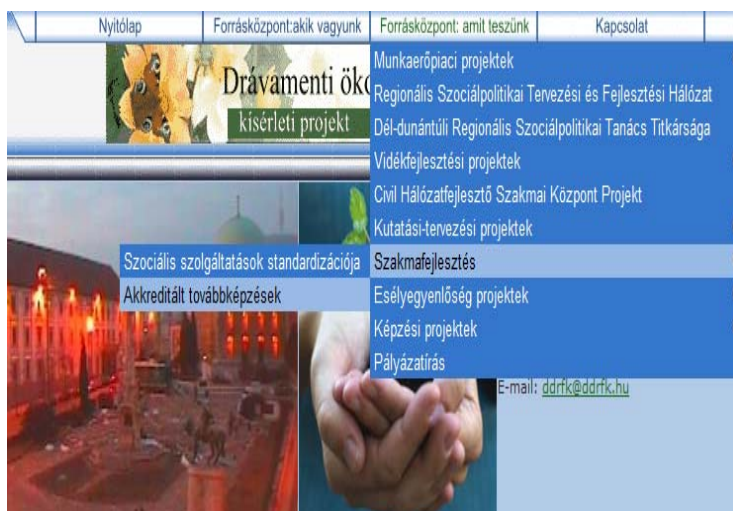 Nyitólap
Forrásközpont:akik vagyunk
Forrásközpont: amit teszünk
Kapcsolat
Drávamenti
kísérleti projekt
Munkaerőpiaci projektek
Regionális Szociálpolitikai Tervezési és Fejlesztési Hálózat
Dél-dunántúli Regionális Szociálpolitikai Tanács Titkársága
Vidékfejlesztési projektek
Civil Hálózatfejlesztő Szakmai Központ Projekt
Kutatási-tervezési projektek
Szakmafejlesztés
Szociális szolgáltatások standardizációja
Akkreditált továbbképzések
Esélyegyenlőség projektek
Képzési projektek
Pályázatírás
E-mail: ddrfk@ddrfk.hu